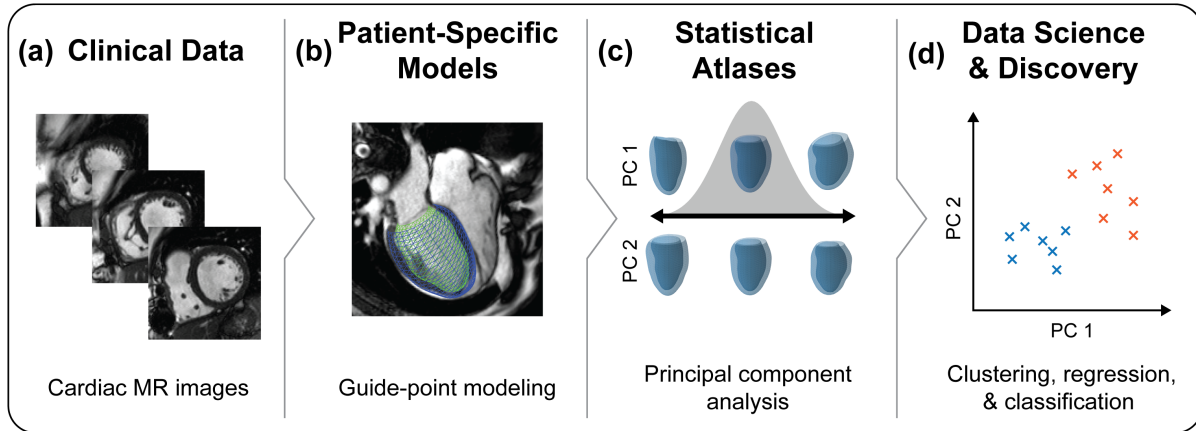 (a) Clinical Data
Cardiac MR images
(b) Patient-Specific
Models
Guide-point modeling
(c) Statistical
Atlases
PC 1
PC 2
Principal component
analysis
(d) Data Science
& Discovery
PC 2
PC 1
Clustering, regression,
& classification